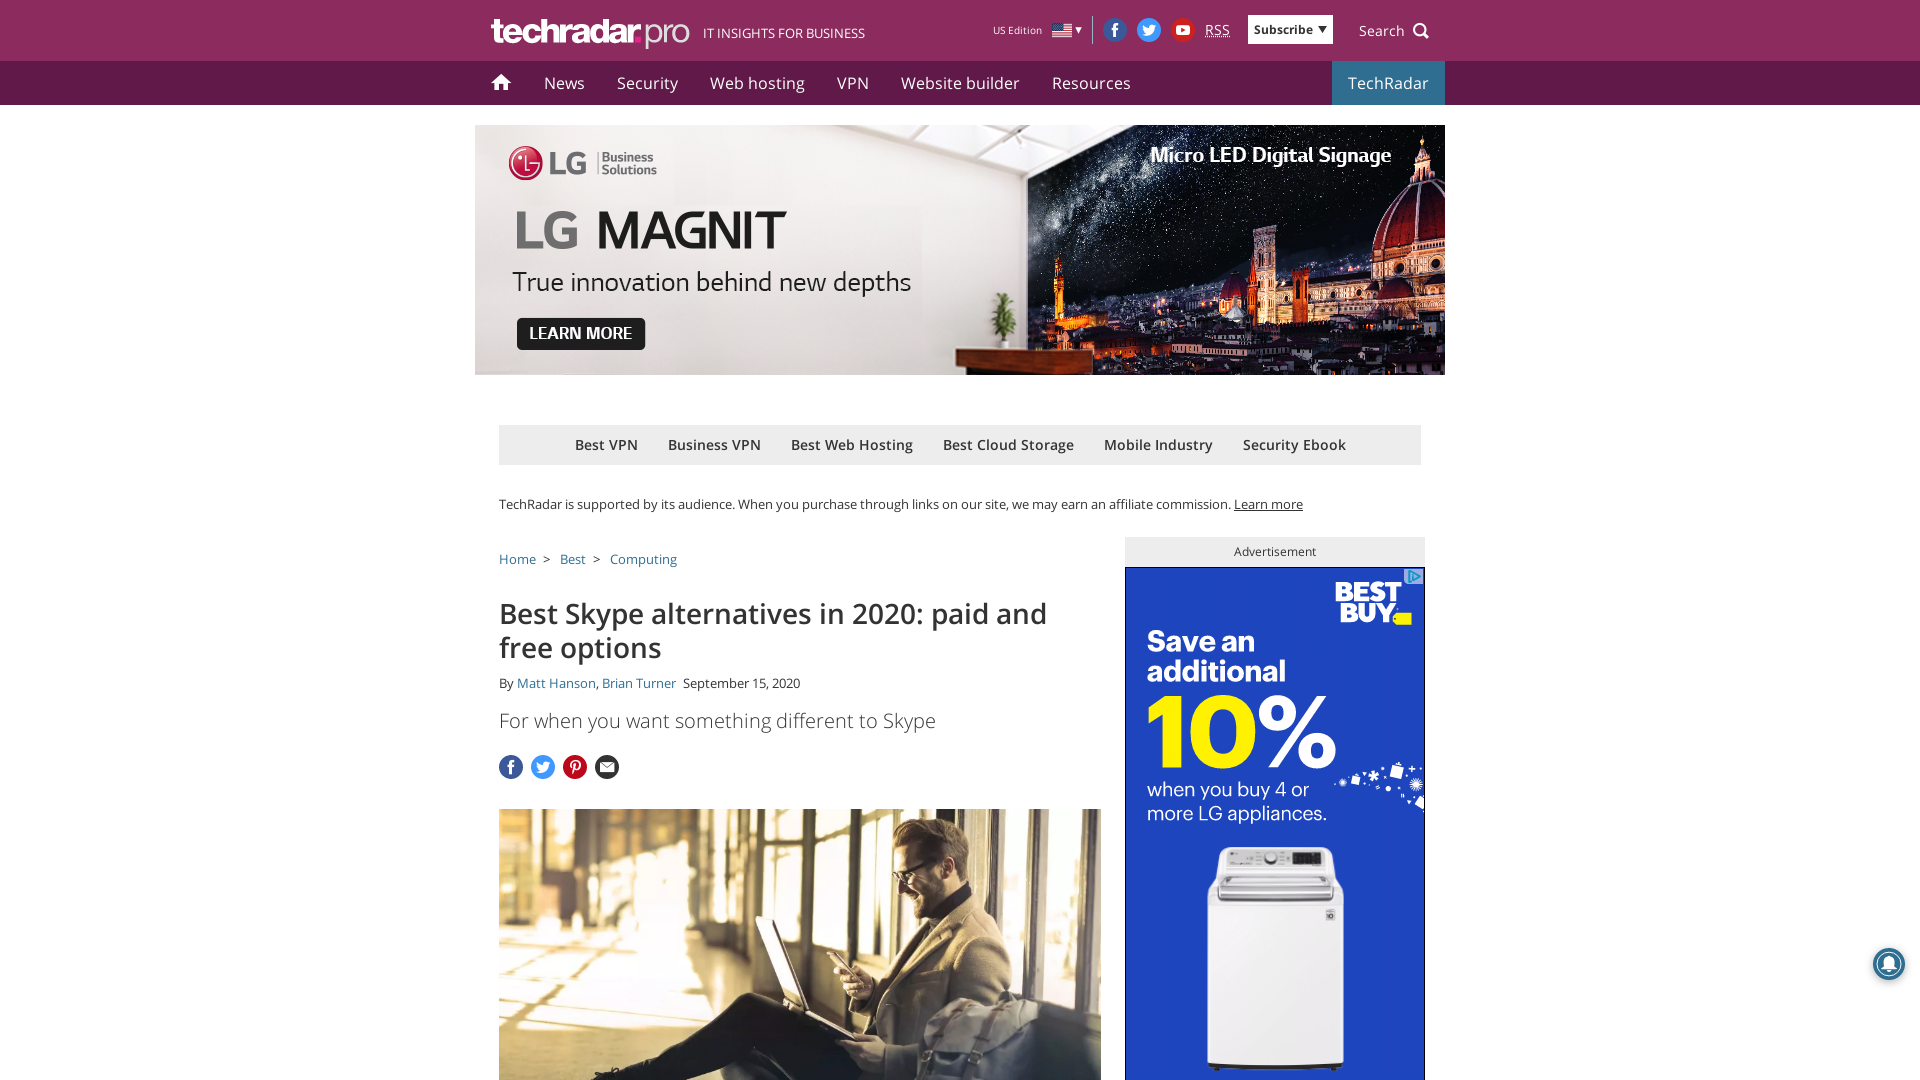 techradar.pro IT INSIGHTS FOR BUSINESS
US Edition
RSS
Subscribe
Search
News
Security
Web hosting
VPN
Website builder
Resources
TechRadar
LG Business Solutions
Micro LED Digital Signage
LG MAGNIT
True innovation behind new depths
LEARN MORE
Best VPN
Business VPN
Best Web Hosting
Best Cloud Storage
Mobile Industry
Security Ebook
TechRadar is supported by its audience. When you purchase through links on our site, we may earn an affiliate commission. Learn more
Home > Best > Computing
Best Skype alternatives in 2020: paid and
free options
By Matt Hanson, Brian Turner September 15, 2020
For when you want something different to Skype
Advertisement
BEST
BUY
Save an
additional
10%
when you buy 4 or
more LG appliances.